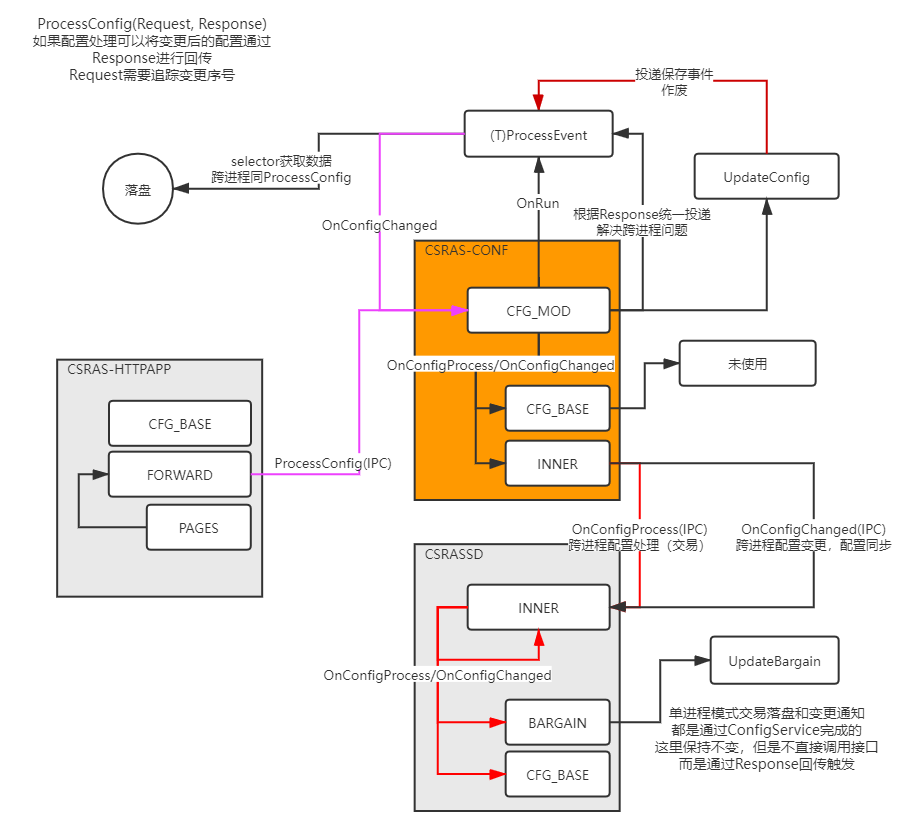 ProcessConfig(Request, Response)
如果配置处理可以将变更后的配置通过
Response进行回传
Request需要追踪变更序号
投递保存事件
作废
(T)ProcessEvent
UpdateConfig
落盘
selector获取数据
跨进程同ProcessConfig
OnRun
根据Response统一投递
解决跨进程问题
OnConfigChanged
CSRAS-CONF
CFG_MOD
OnConfigProcess/OnConfigChanged
未使用
CFG_BASE
INNER
CSRAS-HTTPAPP
CFG_BASE
FORWARD
PAGES
ProcessConfig(IPC)
OnConfigProcess(IPC)
跨进程配置处理（交易）
OnConfigChanged(IPC)
跨进程配置变更，配置同步
CSRASSD
INNER
OnConfigProcess/OnConfigChanged
BARGAIN
CFG_BASE
UpdateBargain
单进程模式交易落盘和变更通知
都是通过ConfigService完成的
这里保持不变，但是不直接调用接口
而是通过Response回传触发